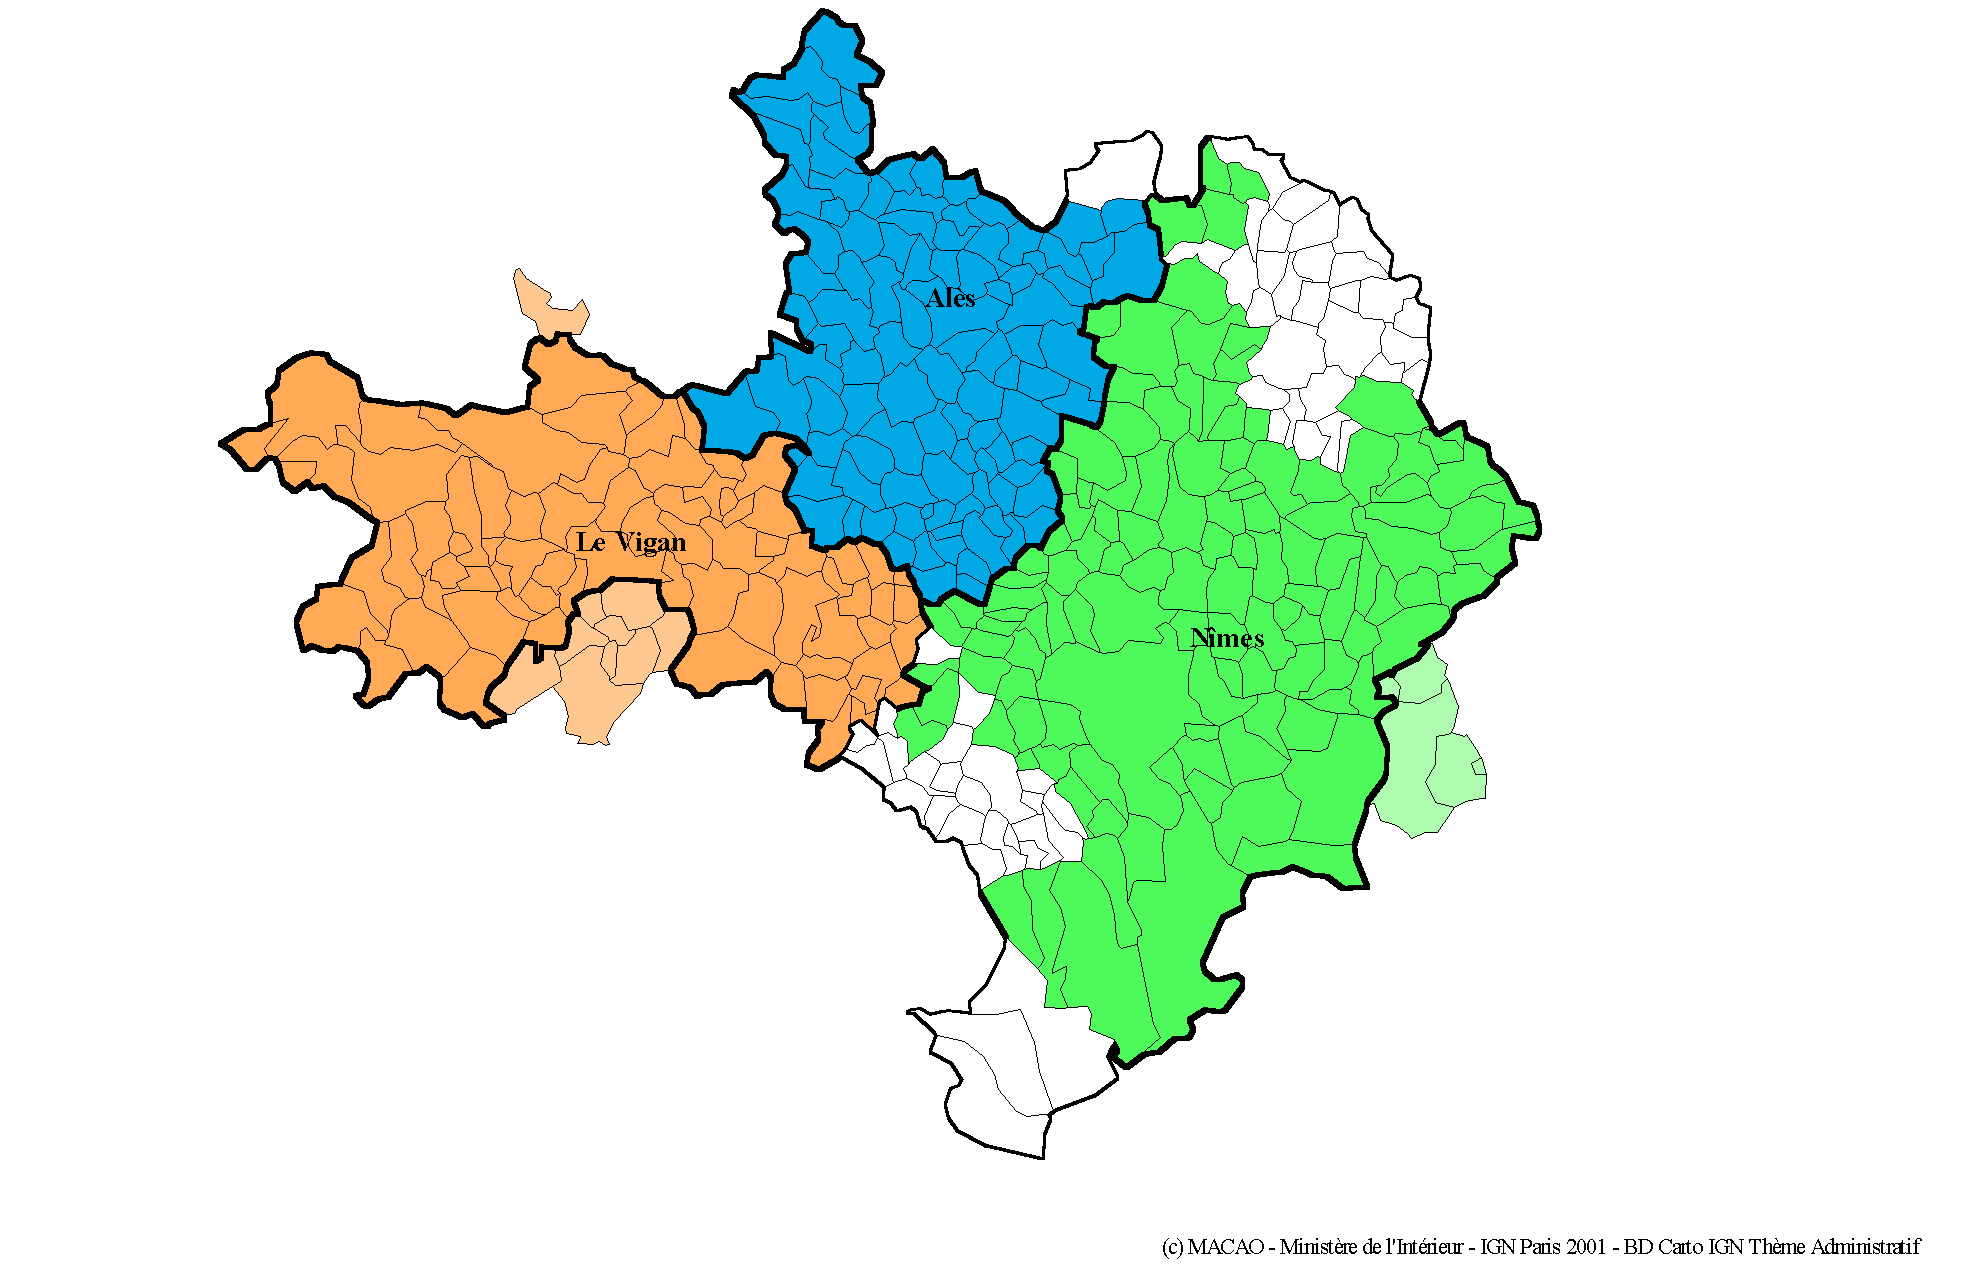 Alès
Le Vigan
Nîmes
(c) MACAO - Ministère de l'Intérieur - IGN Paris 2001 - BD Carto IGN Thème Administratif